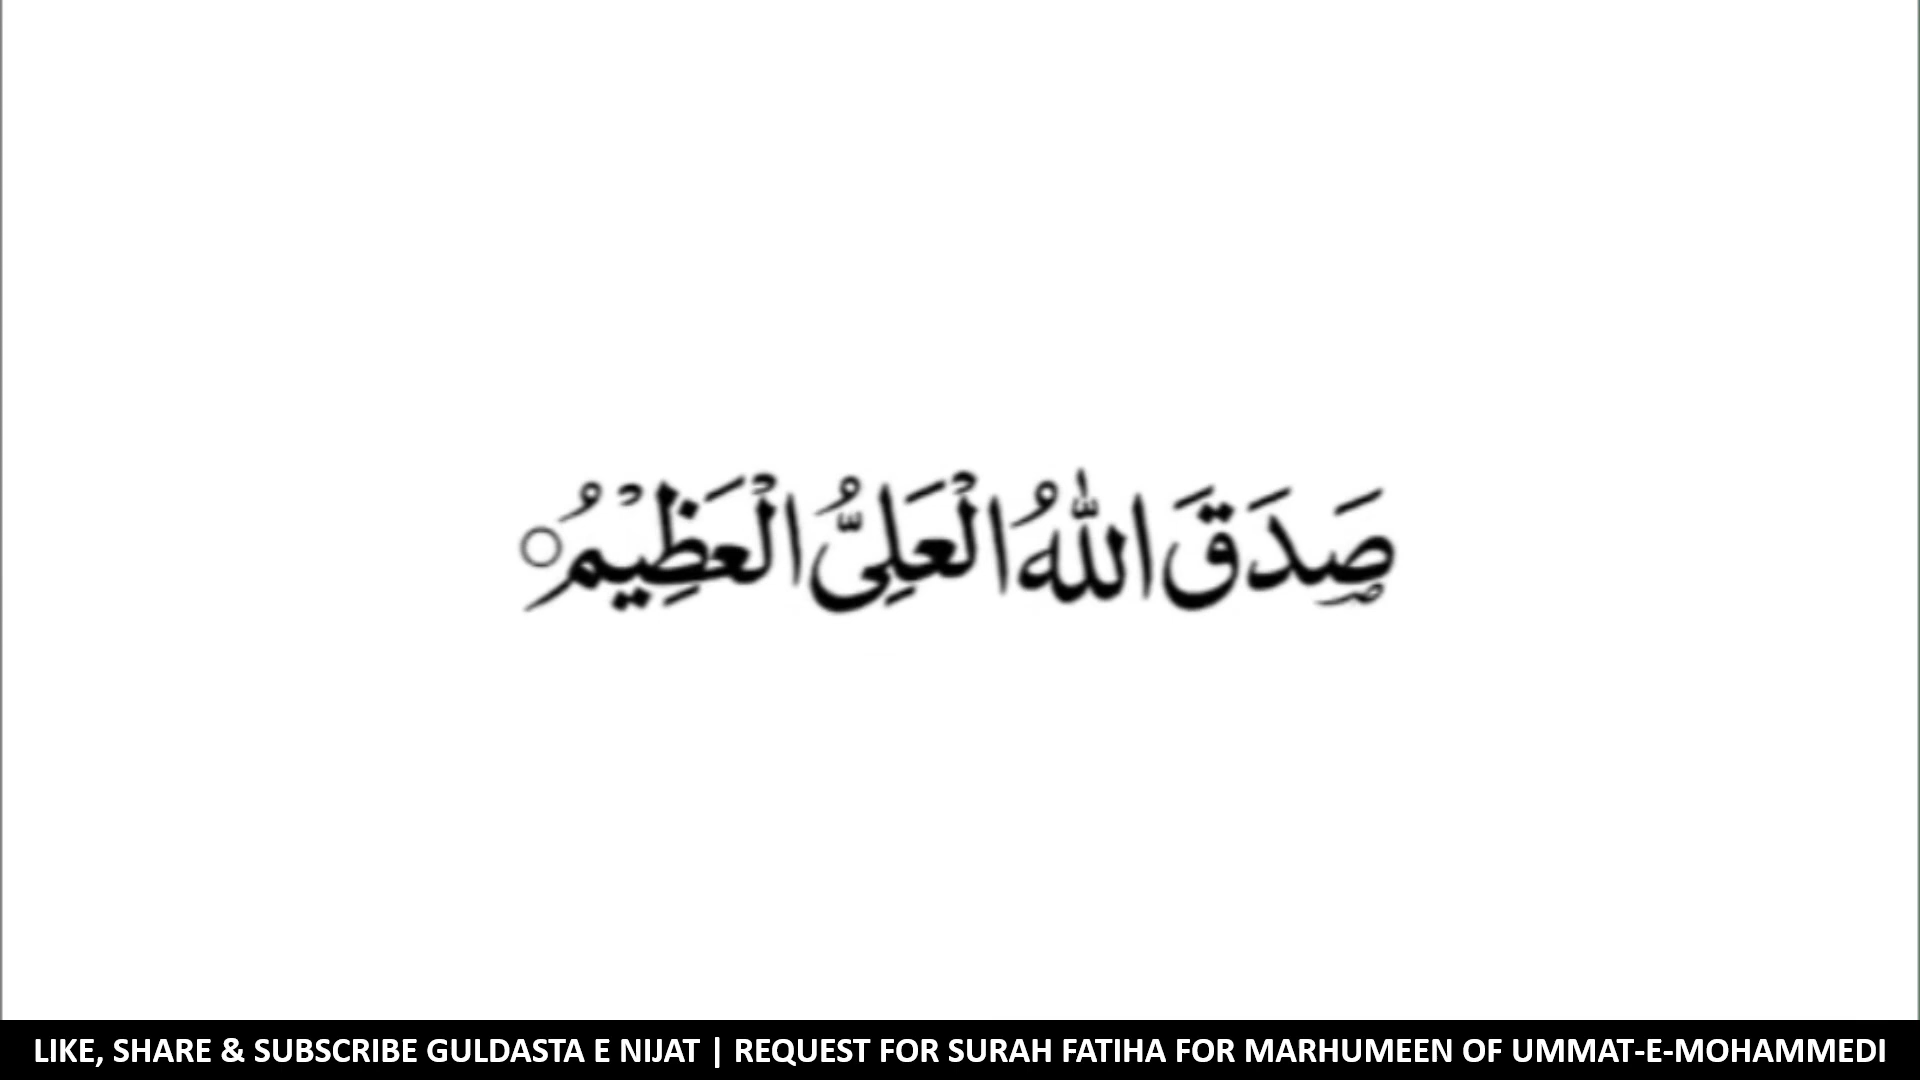 صَدَقَ اللّٰهُ الْعَلِیُّ الْعَظِیْمُ۝
LIKE, SHARE & SUBSCRIBE GULDASTA E NIJAT | REQUEST FOR SURAH FATIHA FOR MARHUMEEN OF UMMAT-E-MOHAMMEDI